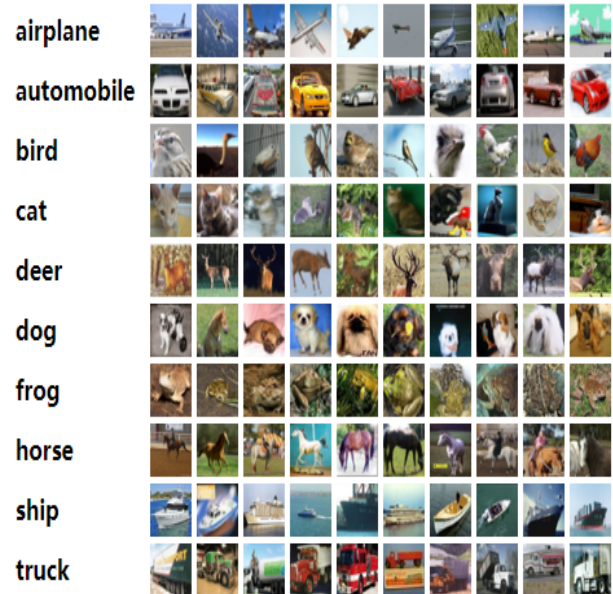 airplane
automobile
bird
cat
deer
dog
frog
horse
ship
truck